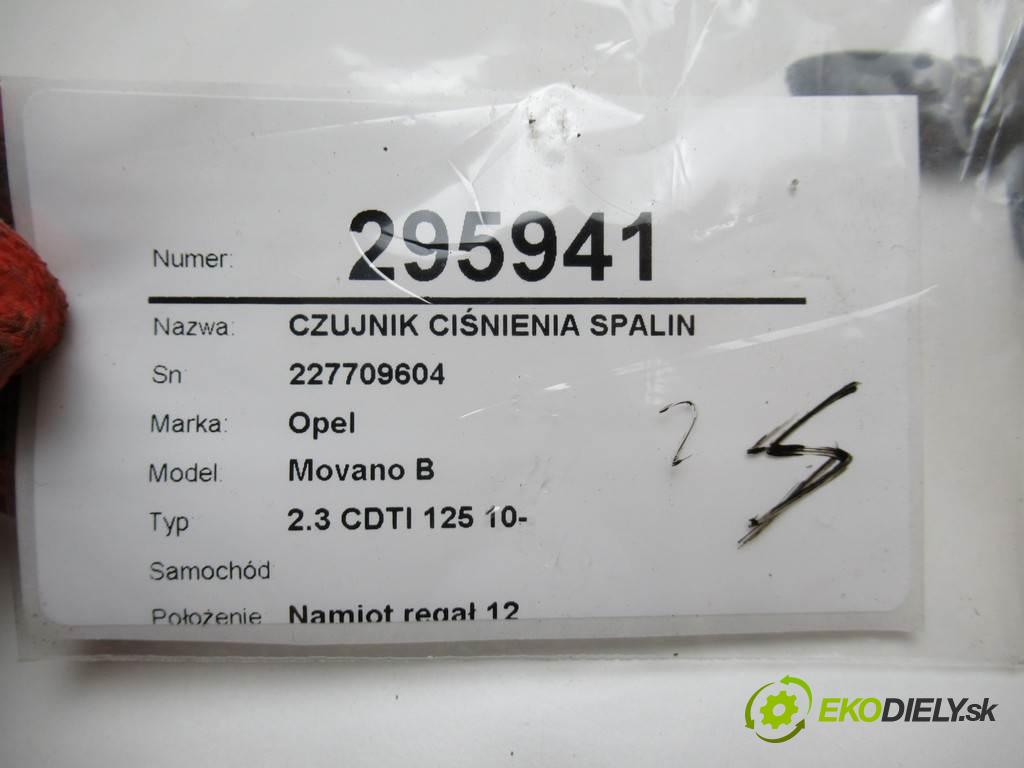 Numer: 295941
Nazwa: CZUJNIK CIŚNIENIA SPALIN
Sn 227709604
Marka: Opel
Model Movano B
Typ 2.3 CDTI 125 10-
Samochód
Położenie Namiot regał 12
25
EKODIELY.sk